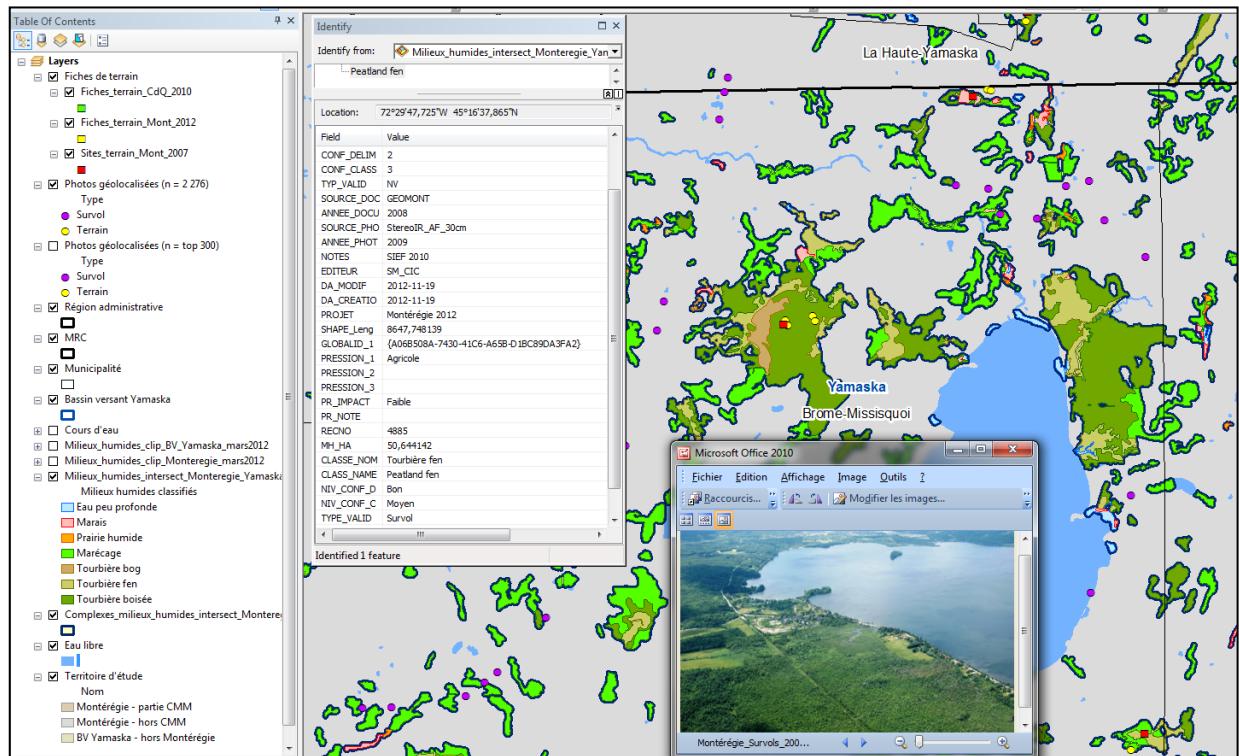 Table Of Contents
Layers
Fiches de terrain
Fiches_terrain_CdQ_2010
Fiches_terrain_Mont_2012
Sites_terrain_Mont_2007
Photos géolocalisées (n = 2 276)
Type
Survol
Terrain
Photos géolocalisées (n = top 300)
Type
Survol
Terrain
Région administrative
MRC
Municipalité
Bassin versant Yamaska
Cours d'eau
Milieux_humides_clip_BV_Yamaska_mars2012
Milieux_humides_clip_Monteregie_mars2012
Milieux_humides_intersect_Monteregie_Yamaska
Milieux humides classifiés
Eau peu profonde
Marais
Prairie humide
Marécage
Tourbière bog
Tourbière fen
Tourbière boisée
Complexes_milieux_humides_intersect_Montere
Eau libre
Territoire d'étude
Nom
Montérégie - partie CMM
Montérégie - hors CMM
BV Yamaska - hors Montérégie
Identify
Identify from: Milieux_humides_intersect_Monteregie_Yan
Peatland fen
Location: 72°29'47,725"W 45°16'37,865"N
Field Value
CONF_DELIM 2
CONF_CLASS 3
TYP_VALID NV
SOURCE_DOC GEOMONT
ANNEE_DOCU 2008
SOURCE_PHO StereoIR_AF_30cm
ANNEE_PHOT 2009
NOTES SIEF 2010
EDITEUR SM_CIC
DA_MODIF 2012-11-19
DA_CREATIO 2012-11-19
PROJET Montérégie 2012
SHAPE_Leng 8647,748139
GLOBALID_1 {A06B508A-7430-41C6-A65B-D1BC89DA3FA2}
PRESSION_1 Agricole
PRESSION_2
PRESSION_3
PR_IMPACT Faible
PR_NOTE
RECNO 4885
MH_HA 50,644142
CLASSE_NOM Tourbière fen
CLASS_NAME Peatland fen
NIV_CONF_D Bon
NIV_CONF_C Moyen
TYPE_VALID Survol
Identified 1 feature
La Haute-Yamaska
Yamaska
Brome-Missisquoi
Microsoft Office 2010
Fichier Edition Affichage Image Outils ?
Raccourcis... Modifier les images...
Montérégie_Survols_200...